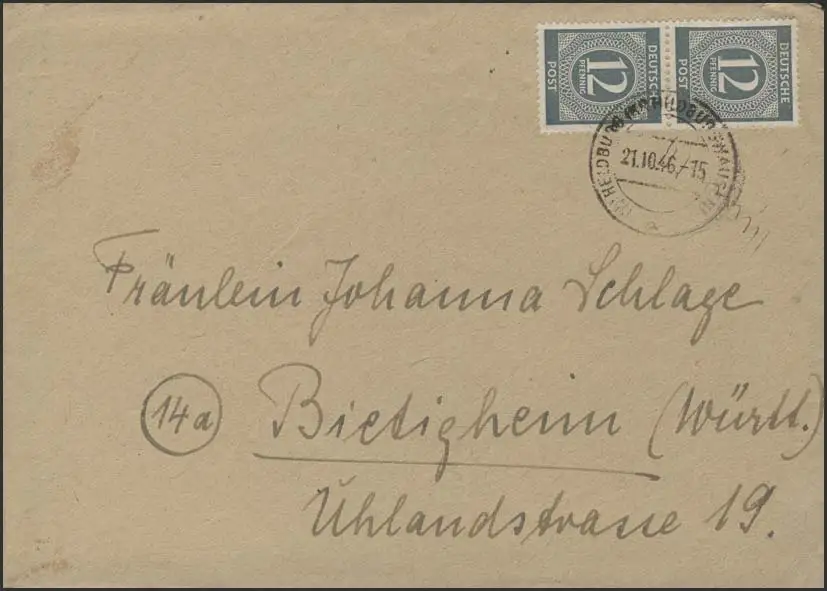 DEUTSCHE POST 12 PFENNIG
DEUTSCHE POST 12 PFENNIG
21.10.46.-15
Fräulein Johanna Schlage
14a Bietigheim (Württ.)
Uhlandstrasse 19.